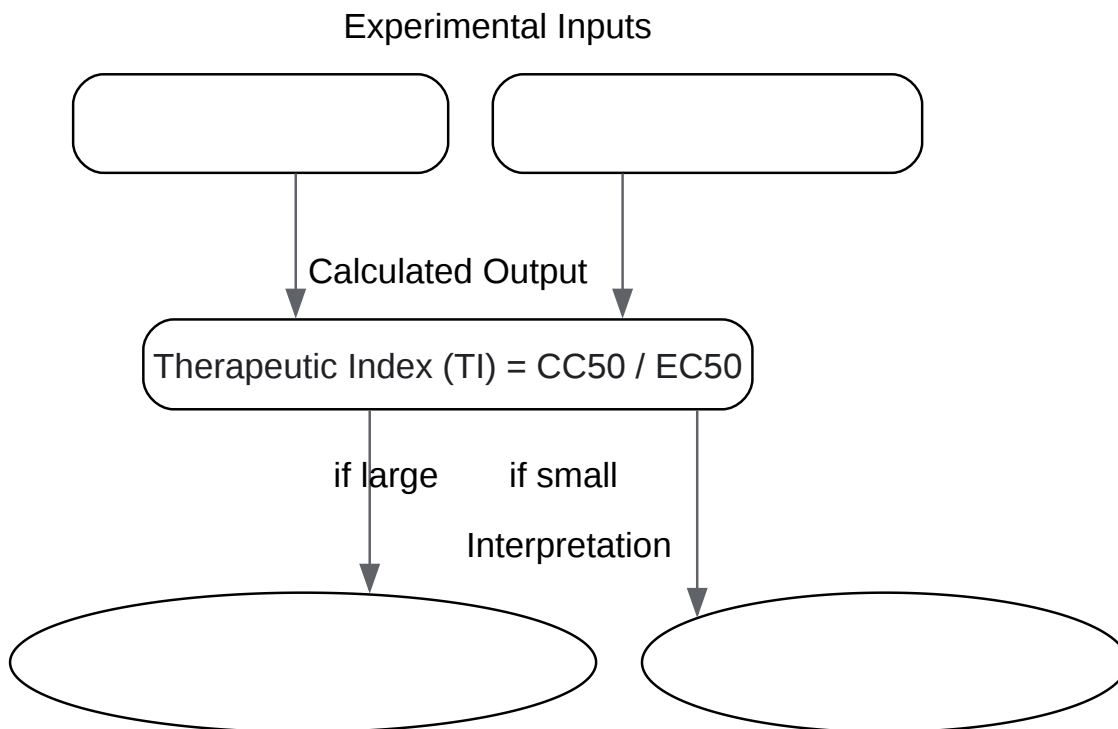 Experimental Inputs
Calculated Output
Therapeutic Index (TI) = CC50 / EC50
if large
if small
Interpretation